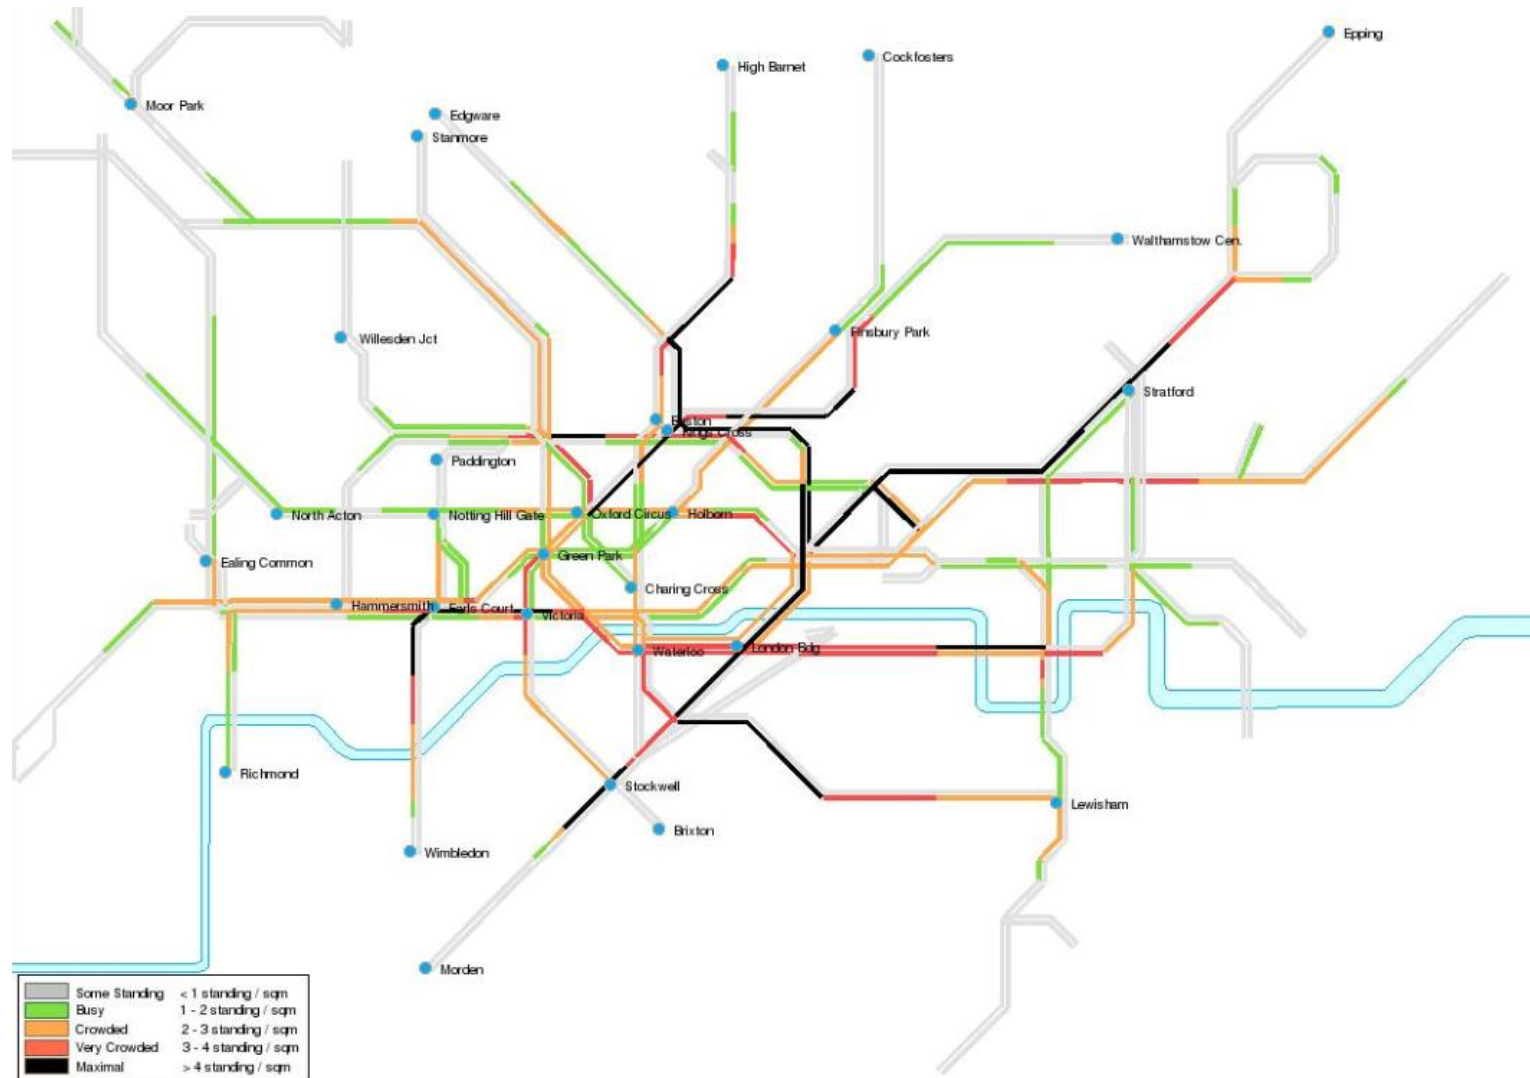 Epping
Cockfosters
High Barnet
Moor Park
Edgware
Stanmore
Walthamstow Cen.
Finsbury Park
Willesden Jct
Stratford
Euston
Kings Cross
Paddington
North Acton
Notting Hill Gate
Oxford Circus
Holborn
Green Park
Ealing Common
Charing Cross
Hammersmith
Earls Court
Victoria
Waterloo
London Bdg
Richmond
Stockwell
Lewisham
Brixton
Wimbledon
Morden
Some Standing < 1 standing / sqm
Busy 1 - 2 standing / sqm
Crowded 2 - 3 standing / sqm
Very Crowded 3 - 4 standing / sqm
Maximal > 4 standing / sqm